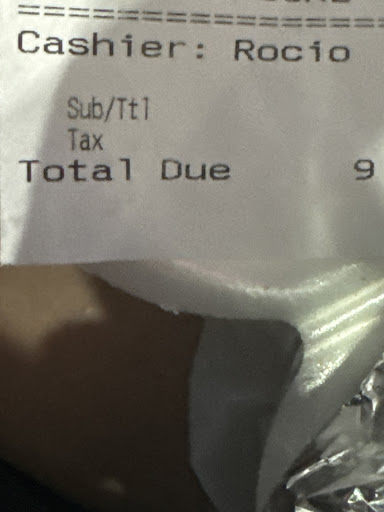 ====================
Cashier: Rocio
Sub/Ttl
Tax
Total Due 9